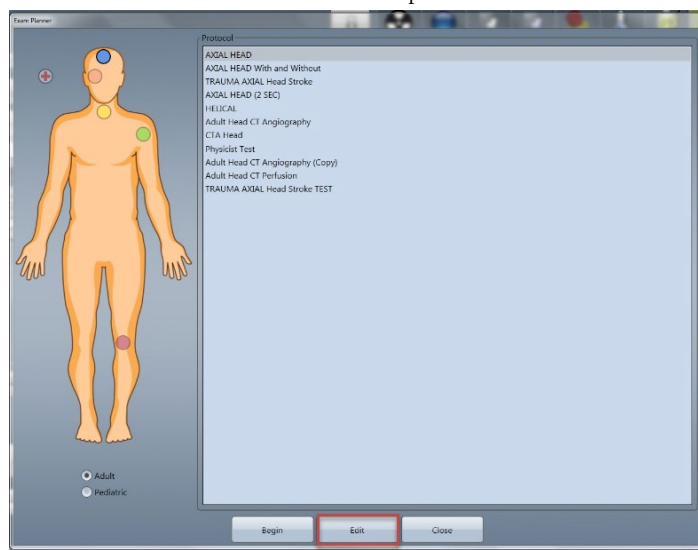 Exam Planner
Protocol
AXIAL HEAD
AXIAL HEAD With and Without
TRAUMA AXIAL Head Stroke
AXIAL HEAD (2 SEC)
HELICAL
Adult Head CT Angiography
CTA Head
Physicist Test
Adult Head CT Angiography (Copy)
Adult Head CT Perfusion
TRAUMA AXIAL Head Stroke TEST
Adult
Pediatric
Begin Edit Close